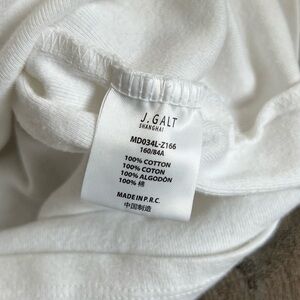 J.GALT
SHANGHAI
MD034L-Z166
160/84A
100% COTTON
100% COTON
100% ALGODÓN
100% 棉
MADE IN P.R.C.
中国制造